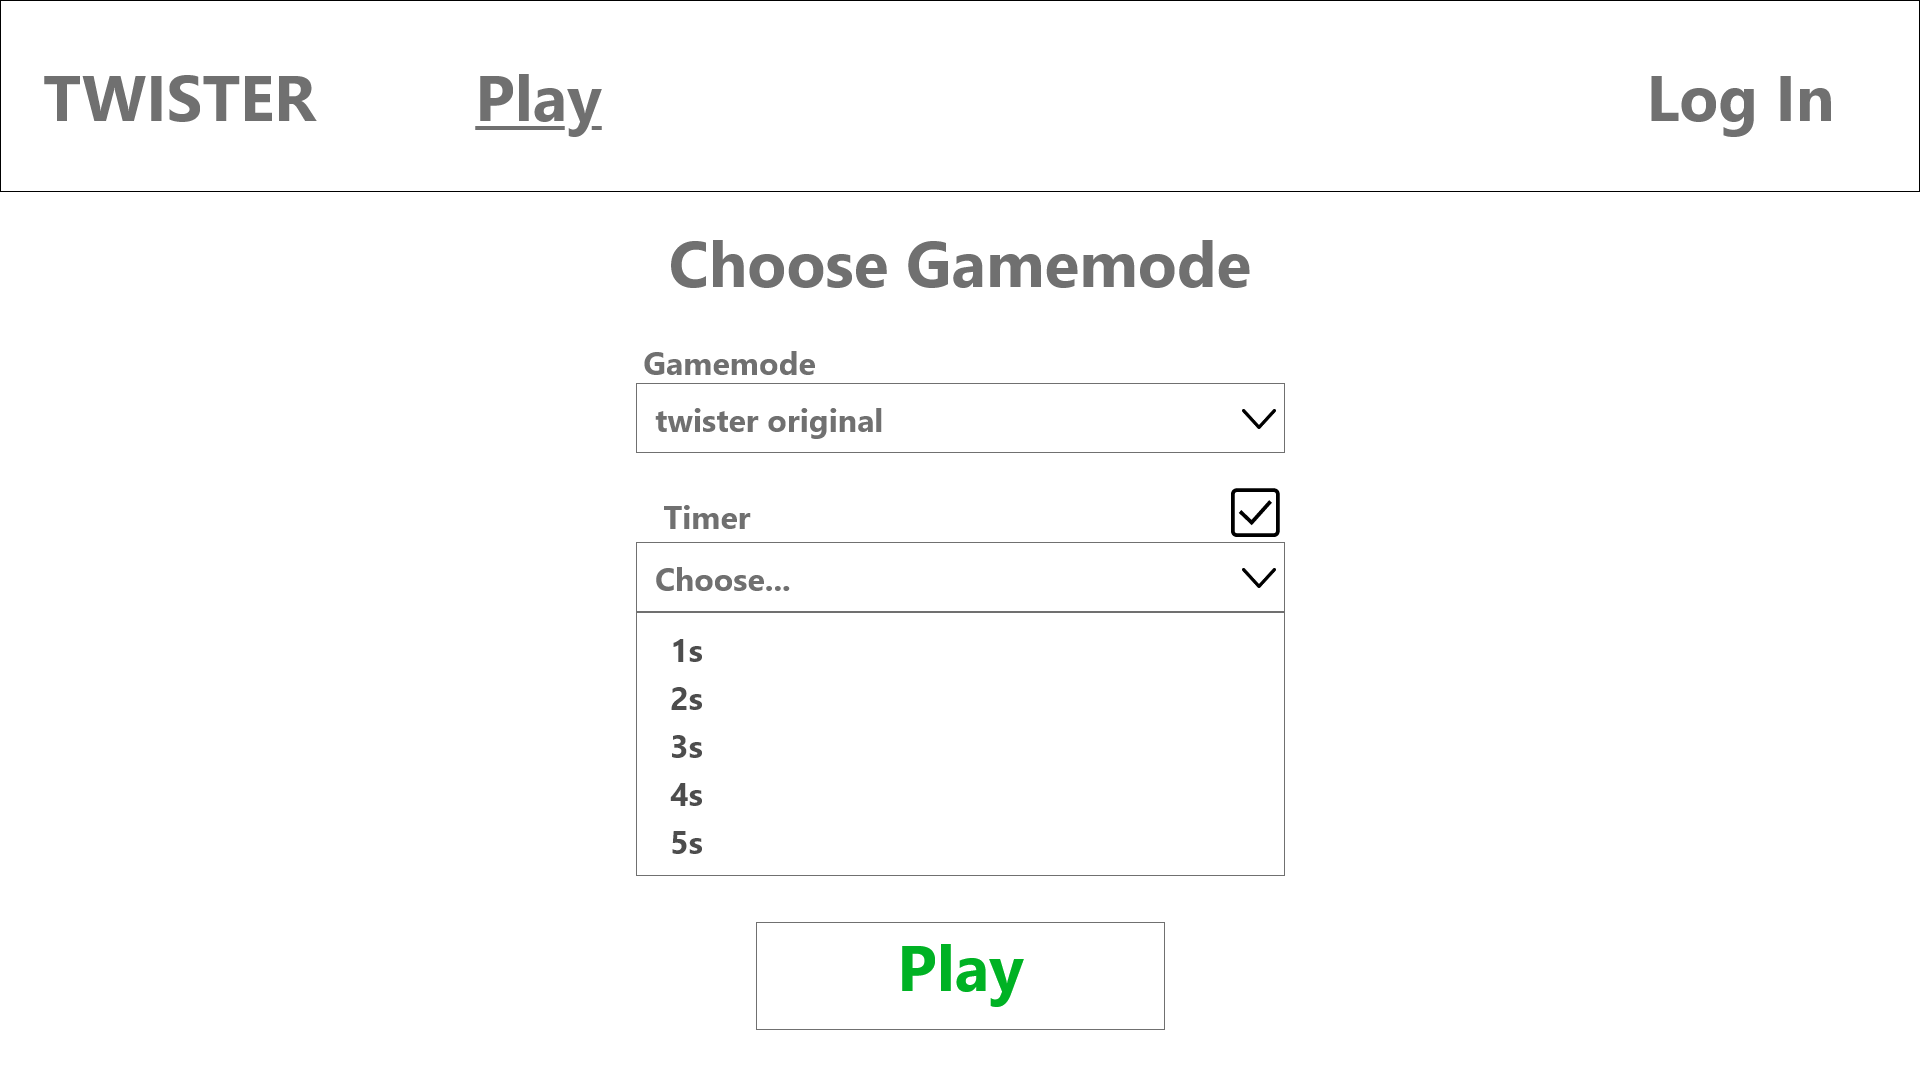 TWISTER Play Log In
Choose Gamemode
Gamemode
twister original
Timer
Choose...
1s
2s
3s
4s
5s
Play